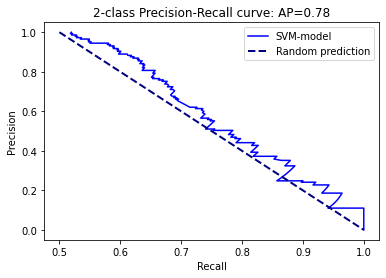 2-class Precision-Recall curve: AP=0.78
SVM-model
Random prediction
Precision
1.0
0.8
0.6
0.4
0.2
0.0
0.5
0.6
0.7
0.8
0.9
1.0
Recall